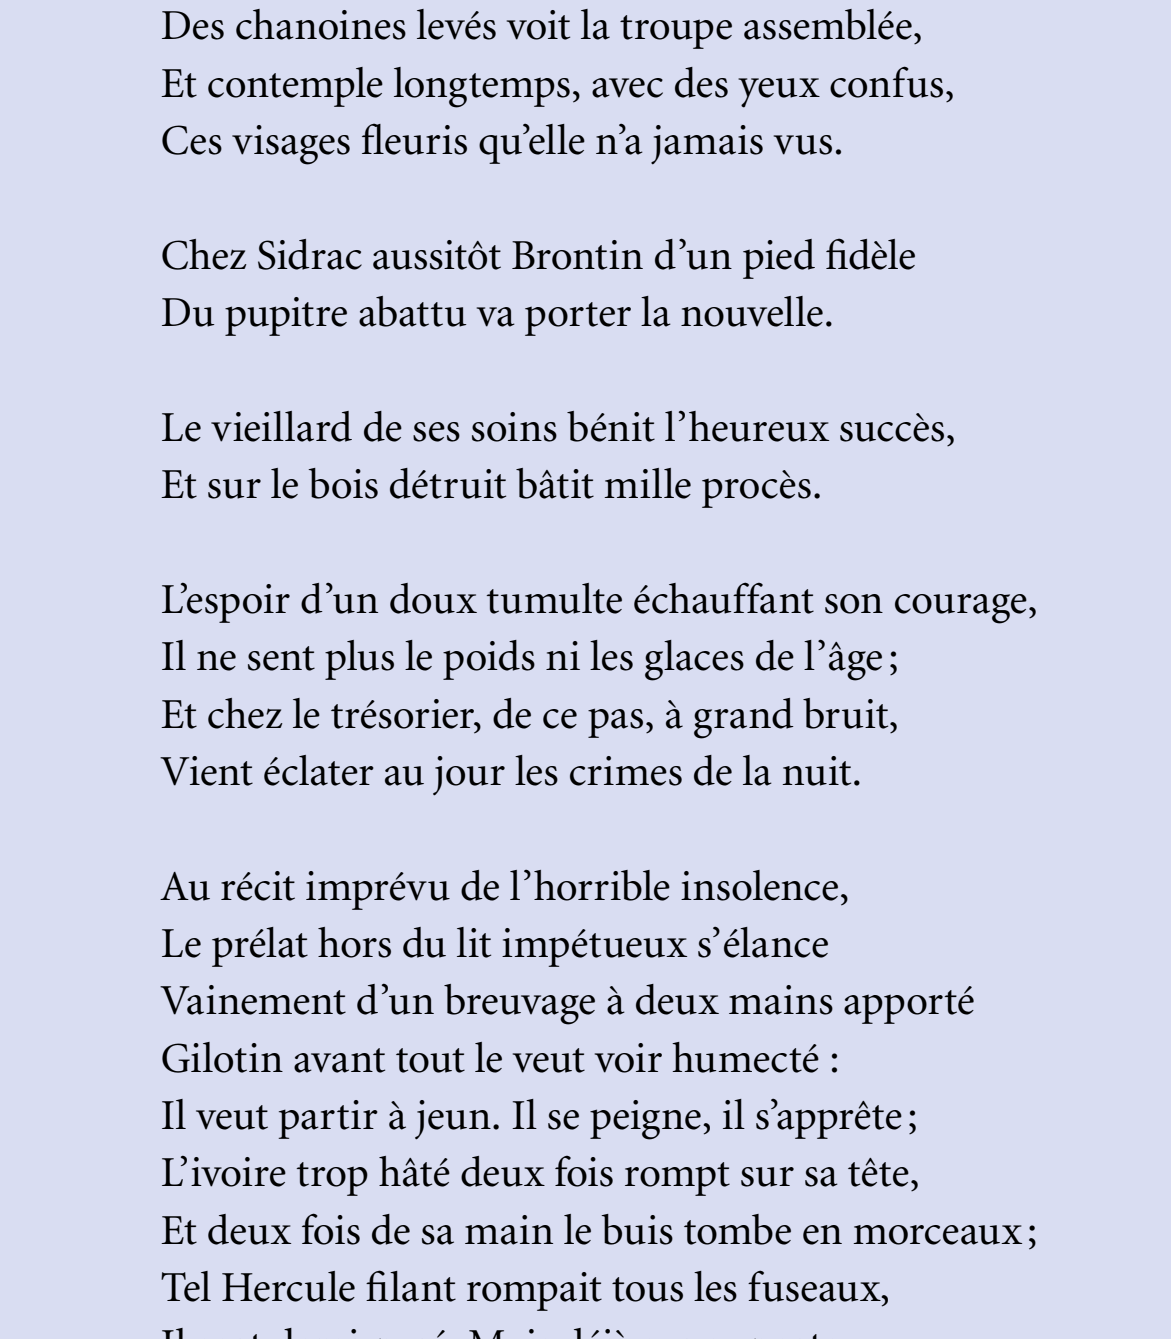 Des chanoines levés voit la troupe assemblée,
Et contemple longtemps, avec des yeux confus,
Ces visages fleuris qu’elle n’a jamais vus.
Chez Sidrac aussitôt Brontin d’un pied fidèle
Du pupitre abattu va porter la nouvelle.
Le vieillard de ses soins bénit l’heureux succès,
Et sur le bois détruit bâtit mille procès.
L’espoir d’un doux tumulte échauffant son courage,
Il ne sent plus le poids ni les glaces de l’âge ;
Et chez le trésorier, de ce pas, à grand bruit,
Vient éclater au jour les crimes de la nuit.
Au récit imprévu de l’horrible insolence,
Le prélat hors du lit impétueux s’élance
Vainement d’un breuvage à deux mains apporté
Gilotin avant tout le veut voir humecté :
Il veut partir à jeun. Il se peigne, il s’apprête ;
L’ivoire trop hâté deux fois rompt sur sa tête,
Et deux fois de sa main le buis tombe en morceaux ;
Tel Hercule filant rompait tous les fuseaux,